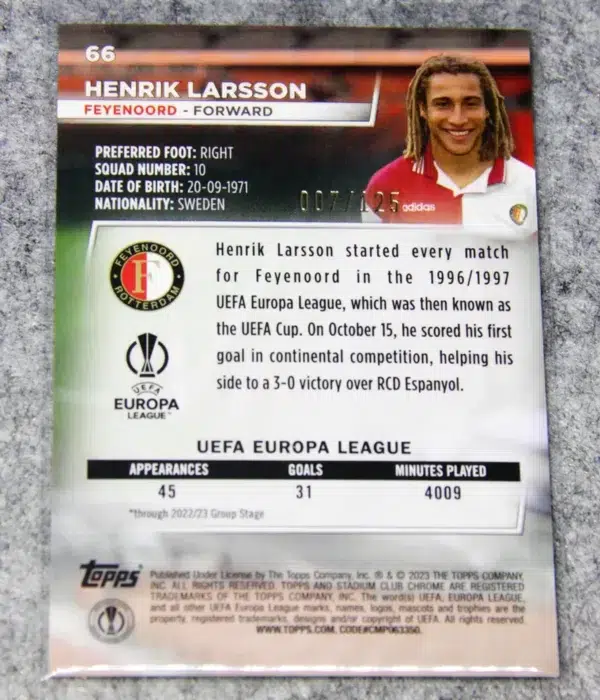 66
HENRIK LARSSON
FEYENOORD - FORWARD
PREFERRED FOOT: RIGHT
SQUAD NUMBER: 10
DATE OF BIRTH: 20-09-1971
NATIONALITY: SWEDEN
007/125
adidas
FEYENOORD
F
ROTTERDAM
Henrik Larsson started every match
for Feyenoord in the 1996/1997
UEFA Europa League, which was then known as
the UEFA Cup. On October 15, he scored his first
goal in continental competition, helping his
side to a 3-0 victory over RCD Espanyol.
UEFA
EUROPA
LEAGUE™
UEFA EUROPA LEAGUE
APPEARANCES GOALS MINUTES PLAYED
45 31 4009
*through 2022/23 Group Stage
Topps
Published Under License by The Topps Company, Inc. ® & © 2023 THE TOPPS COMPANY,
INC. ALL RIGHTS RESERVED. TOPPS AND STADIUM CLUB CHROME ARE REGISTERED
TRADEMARKS OF THE TOPPS COMPANY, INC. The word(s) UEFA, EUROPA LEAGUE,
and all other UEFA Europa League marks, names, logos, mascots and trophies are the
property, registered trademarks, designs and/or copyright of UEFA. All rights reserved.
WWW.TOPPS.COM. CODE#CMP063350.